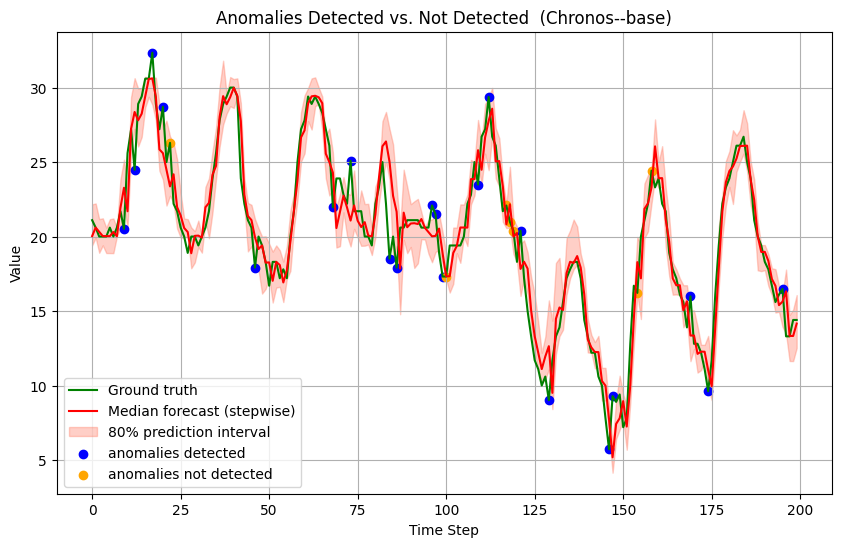 Anomalies Detected vs. Not Detected  (Chronos--base)
Value
30
25
20
15
10
5
Ground truth
Median forecast (stepwise)
80% prediction interval
anomalies detected
anomalies not detected
0 25 50 75 100 125 150 175 200
Time Step